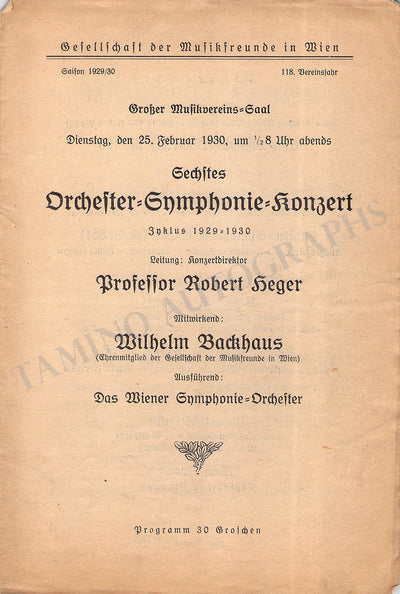 Gesellschaft der Musikfreunde in Wien
Saison 1929/30 118. Vereinsjahr
Großer Musikvereins-Saal
Dienstag, den 25. Februar 1930, um 1/2 8 Uhr abends
Sechstes
Orchester-Symphonie-Konzert
Zyklus 1929-1930
Leitung: Konzertdirektor
Professor Robert Heger
Mitwirkend:
Wilhelm Backhaus
(Ehrenmitglied der Gesellschaft der Musikfreunde in Wien)
Ausführend:
Das Wiener Symphonie-Orchester
Programm 30 Groschen
TAMINO AUTOGRAPHS